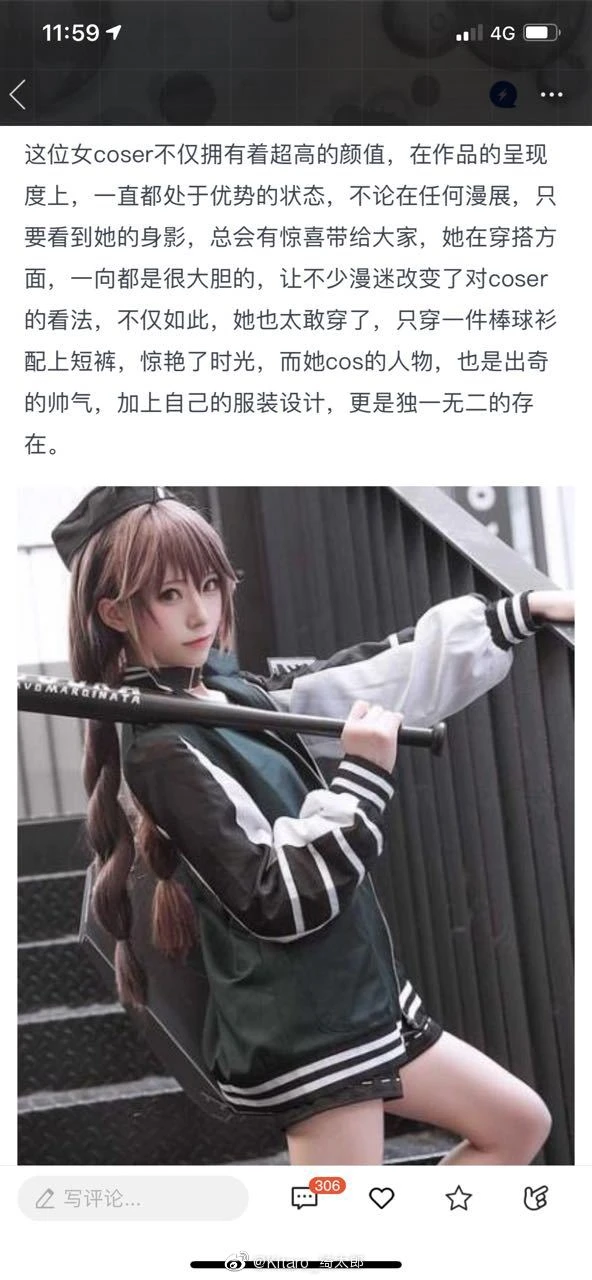 11:59
4G
这位女coser不仅拥有着超高的颜值，在作品的呈现
度上，一直都处于优势的状态，不论在任何漫展，只
要看到她的身影，总会有惊喜带给大家，她在穿搭方
面，一向都是很大胆的，让不少漫迷改变了对coser
的看法，不仅如此，她也太敢穿了，只穿一件棒球衫
配上短裤，惊艳了时光，而她cos的人物，也是出奇
的帅气，加上自己的服装设计，更是独一无二的存
在。
AVOMARGINATA
写评论...
306
@Kitaro_绮太郎